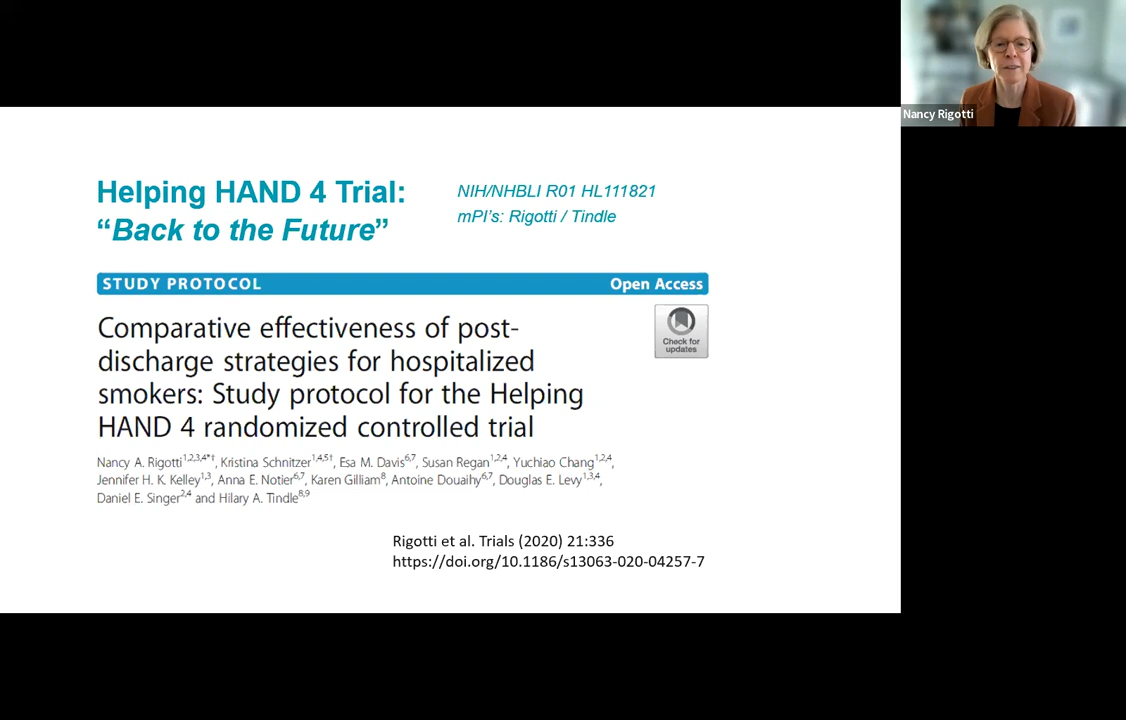 Nancy Rigotti
Helping HAND 4 Trial:
“Back to the Future”
NIH/NHBLI R01 HL111821
mPI’s: Rigotti / Tindle
STUDY PROTOCOL
Open Access
Comparative effectiveness of post-
discharge strategies for hospitalized
smokers: Study protocol for the Helping
HAND 4 randomized controlled trial
Check for
updates
Nancy A. Rigotti1,2,3,4*†, Kristina Schnitzer1,4,5†, Esa M. Davis6,7, Susan Regan1,2,4, Yuchiao Chang1,2,4,
Jennifer H. K. Kelley1,3, Anna E. Notier6,7, Karen Gilliam8, Antoine Douaihy6,7, Douglas E. Levy1,3,4,
Daniel E. Singer2,4 and Hilary A. Tindle8,9
Rigotti et al. Trials (2020) 21:336
https://doi.org/10.1186/s13063-020-04257-7